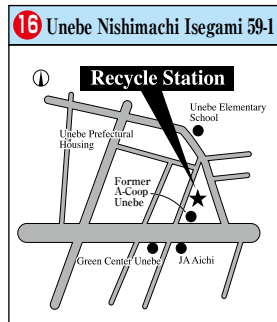 16 Unebe Nishimachi Isegami 59-1
Recycle Station
Unebe Elementary
School
Unebe Prefectural
Housing
Former
A-Coop
Unebe
Green Center Unebe
JA Aichi